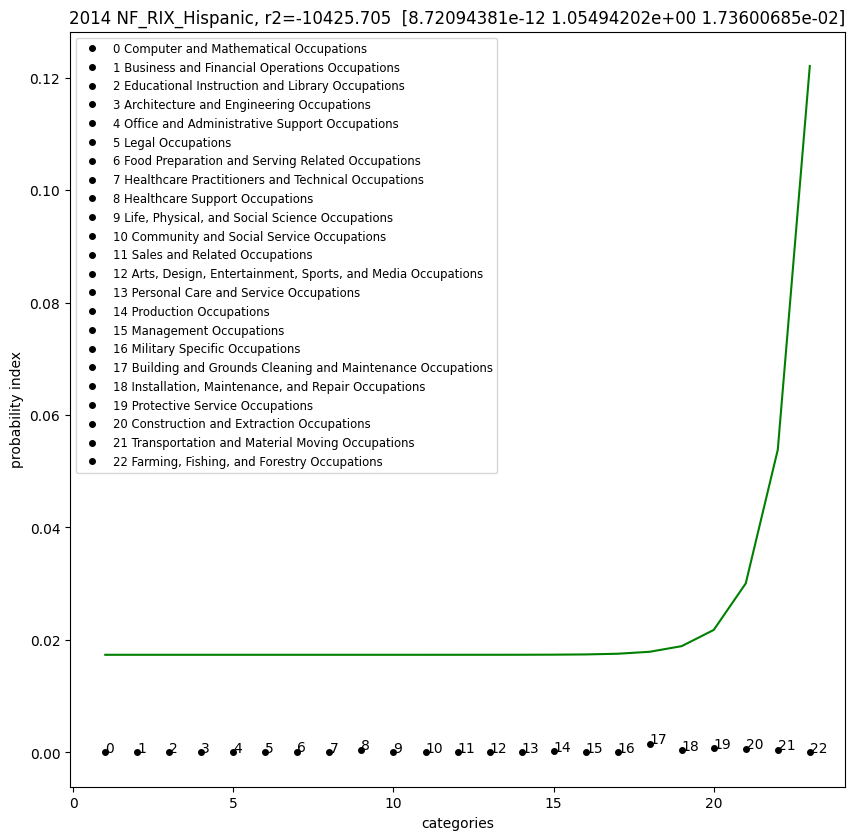 2014 NF_RIX_Hispanic, r2=-10425.705  [8.72094381e-12 1.05494202e+00 1.73600685e-02]
0 Computer and Mathematical Occupations
1 Business and Financial Operations Occupations
2 Educational Instruction and Library Occupations
3 Architecture and Engineering Occupations
4 Office and Administrative Support Occupations
5 Legal Occupations
6 Food Preparation and Serving Related Occupations
7 Healthcare Practitioners and Technical Occupations
8 Healthcare Support Occupations
9 Life, Physical, and Social Science Occupations
10 Community and Social Service Occupations
11 Sales and Related Occupations
12 Arts, Design, Entertainment, Sports, and Media Occupations
13 Personal Care and Service Occupations
14 Production Occupations
15 Management Occupations
16 Military Specific Occupations
17 Building and Grounds Cleaning and Maintenance Occupations
18 Installation, Maintenance, and Repair Occupations
19 Protective Service Occupations
20 Construction and Extraction Occupations
21 Transportation and Material Moving Occupations
22 Farming, Fishing, and Forestry Occupations
probability index
0.12
0.10
0.08
0.06
0.04
0.02
0.00
0 1 2 3 4 5 6 7 8 9 10 11 12 13 14 15 16 17 18 19 20 21 22
0 5 10 15 20
categories